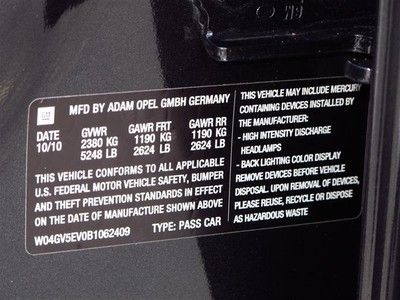 GM
MFD BY ADAM OPEL GMBH GERMANY
DATE GVWR GAWR FRT GAWR RR
10/10 2380 KG 1190 KG 1190 KG
5248 LB 2624 LB 2624 LB
THIS VEHICLE CONFORMS TO ALL APPLICABLE
U.S. FEDERAL MOTOR VEHICLE SAFETY, BUMPER
AND THEFT PREVENTION STANDARDS IN EFFECT
ON THE DATE OF MANUFACTURE SHOWN ABOVE
W04GV5EV0B1062409 TYPE: PASS CAR
THIS VEHICLE MAY INCLUDE MERCURY
CONTAINING DEVICES INSTALLED BY
THE MANUFACTURER:
- HIGH INTENSITY DISCHARGE
HEADLAMPS
- BACK LIGHTING COLOR DISPLAY
REMOVE DEVICES BEFORE VEHICLE
DISPOSAL. UPON REMOVAL OF DEVICES,
PLEASE REUSE, RECYCLE OR DISPOSE
AS HAZARDOUS WASTE